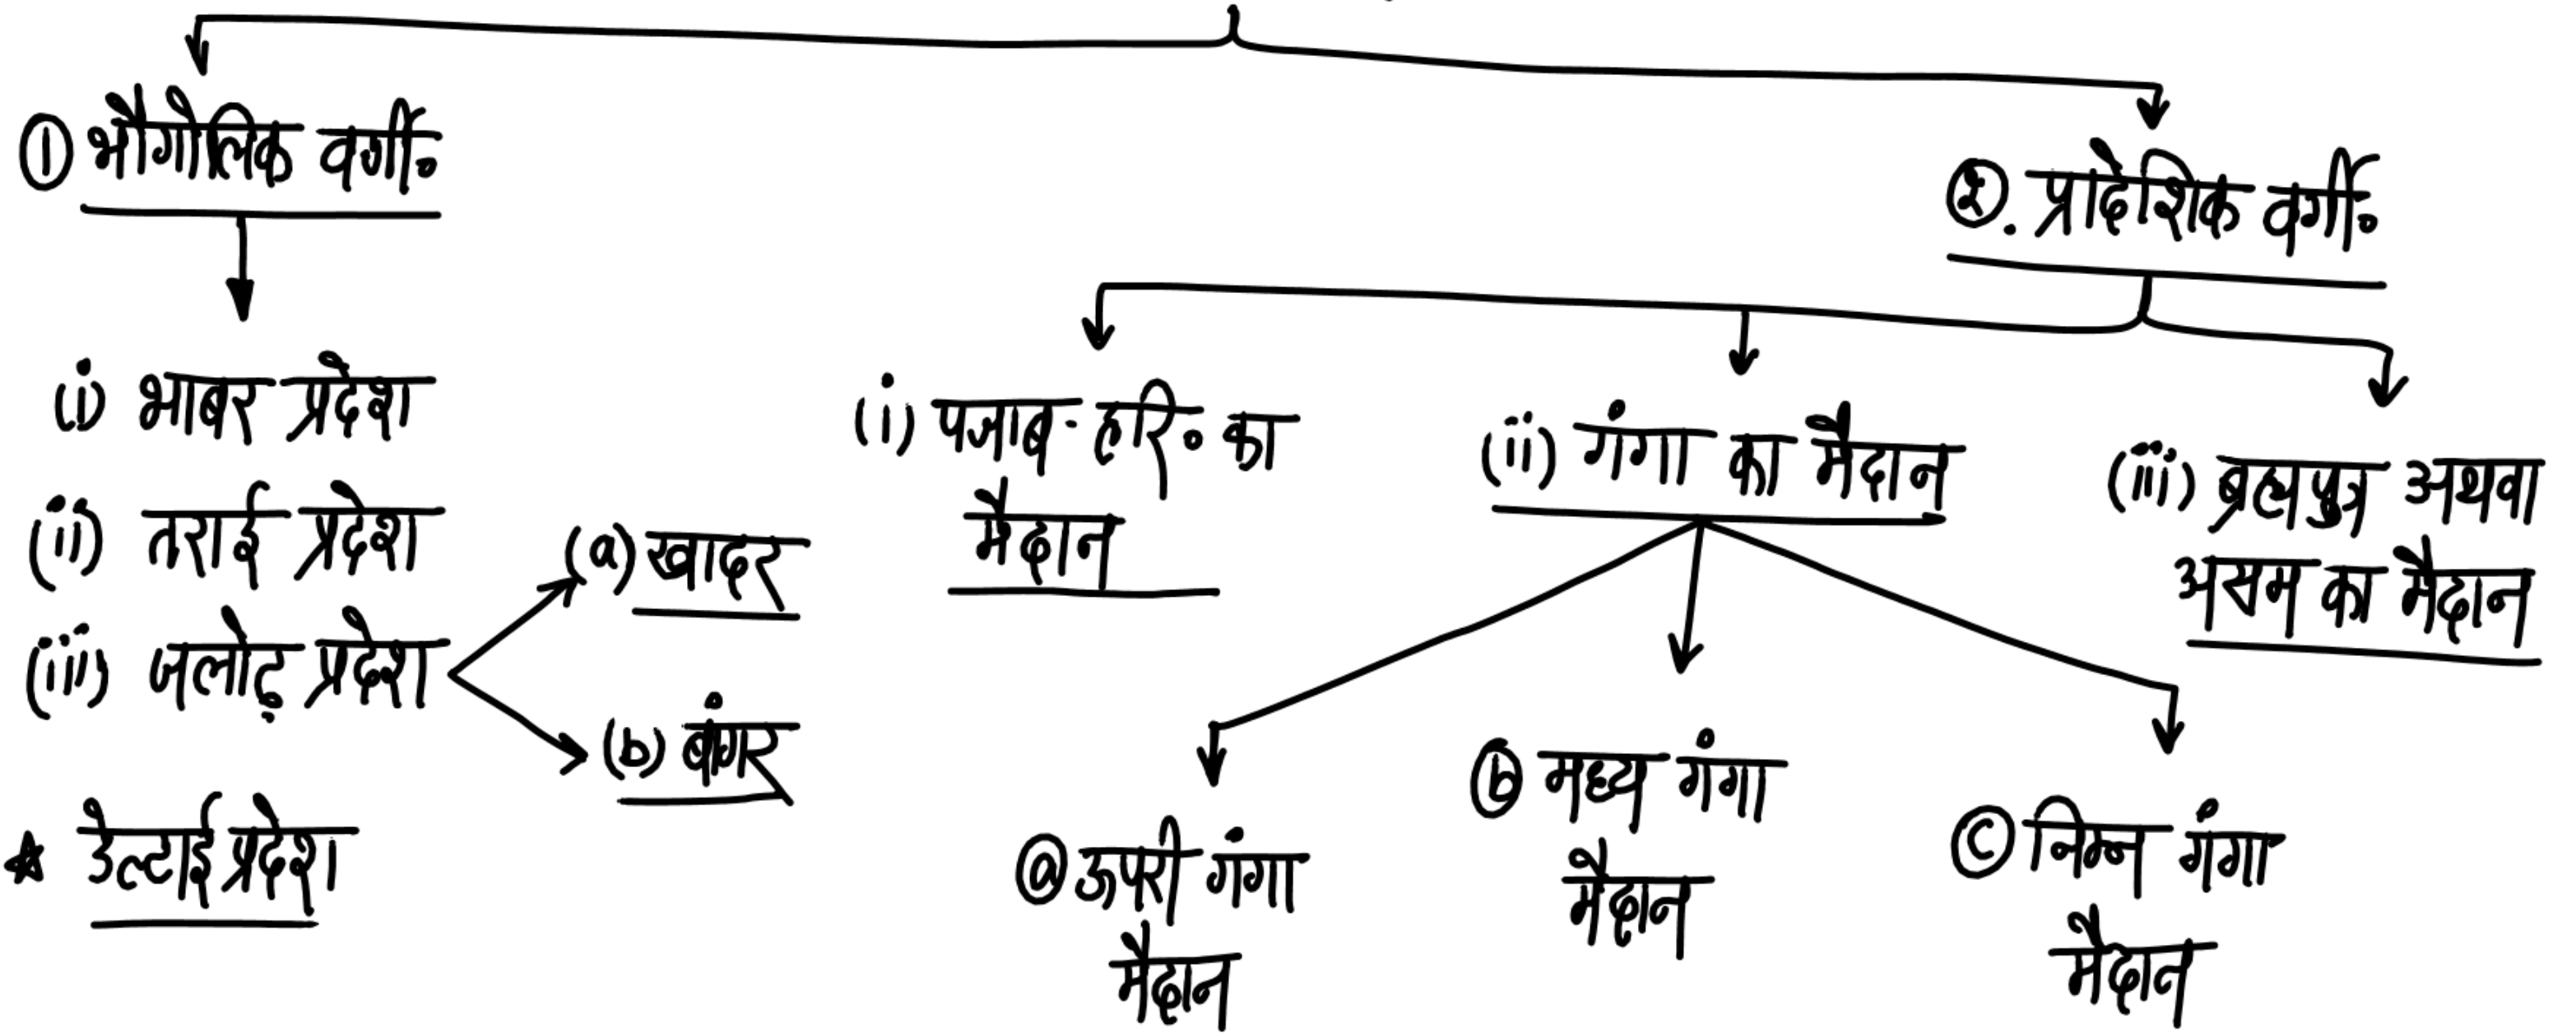 ① भौगोलिक वर्गी॰
(i) भाबर प्रदेश
(ii) तराई प्रदेश
(iii) जलोढ़ प्रदेश
(a) खादर
(b) बंगर
☆ डेल्टाई प्रदेश
②. प्रादेशिक वर्गी॰
(i) पजाब - हरि॰ का
मैदान
(ii) गंगा का मैदान
(iii) ब्रह्मपुत्र अथवा
असम का मैदान
ⓐ ऊपरी गंगा
मैदान
ⓑ मध्य गंगा
मैदान
ⓒ निम्न गंगा
मैदान